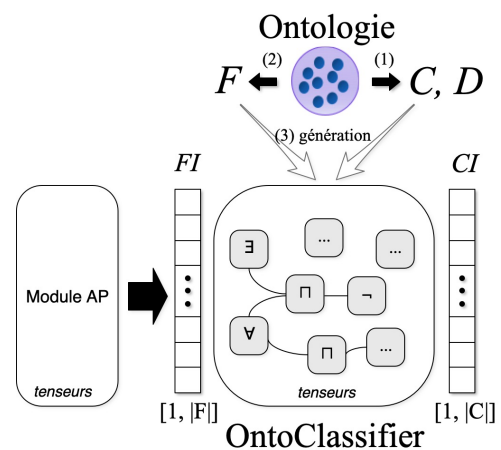 Ontologie
(2) (1)
F C, D
(3) génération
FI CI
∃ ... ...
Module AP ⊓ ¬
∀ ⊓ ...
tenseurs tenseurs
[1, |F|] [1, |C|]
OntoClassifier